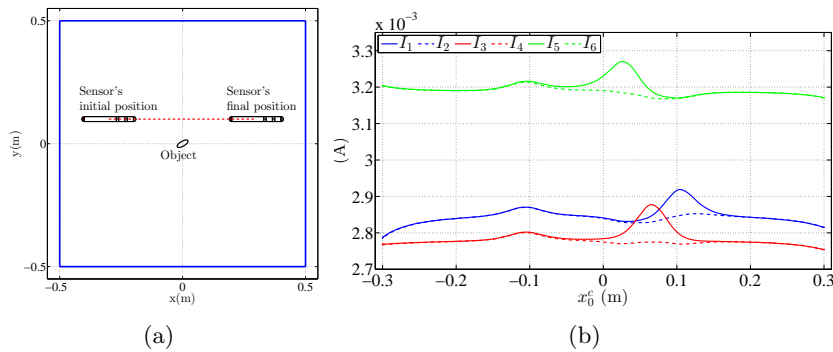 0.5
0
−0.5
y(m)
Sensor's
initial position
Sensor's
final position
Object
−0.5
0
0.5
x(m)
(a)
x 10⁻³
I₁ I₂ I₃ I₄ I₅ I₆
3.3
3.2
3.1
3
2.9
2.8
2.7
(A)
−0.3 −0.2 −0.1 0 0.1 0.2 0.3
x₀ᶜ (m)
(b)